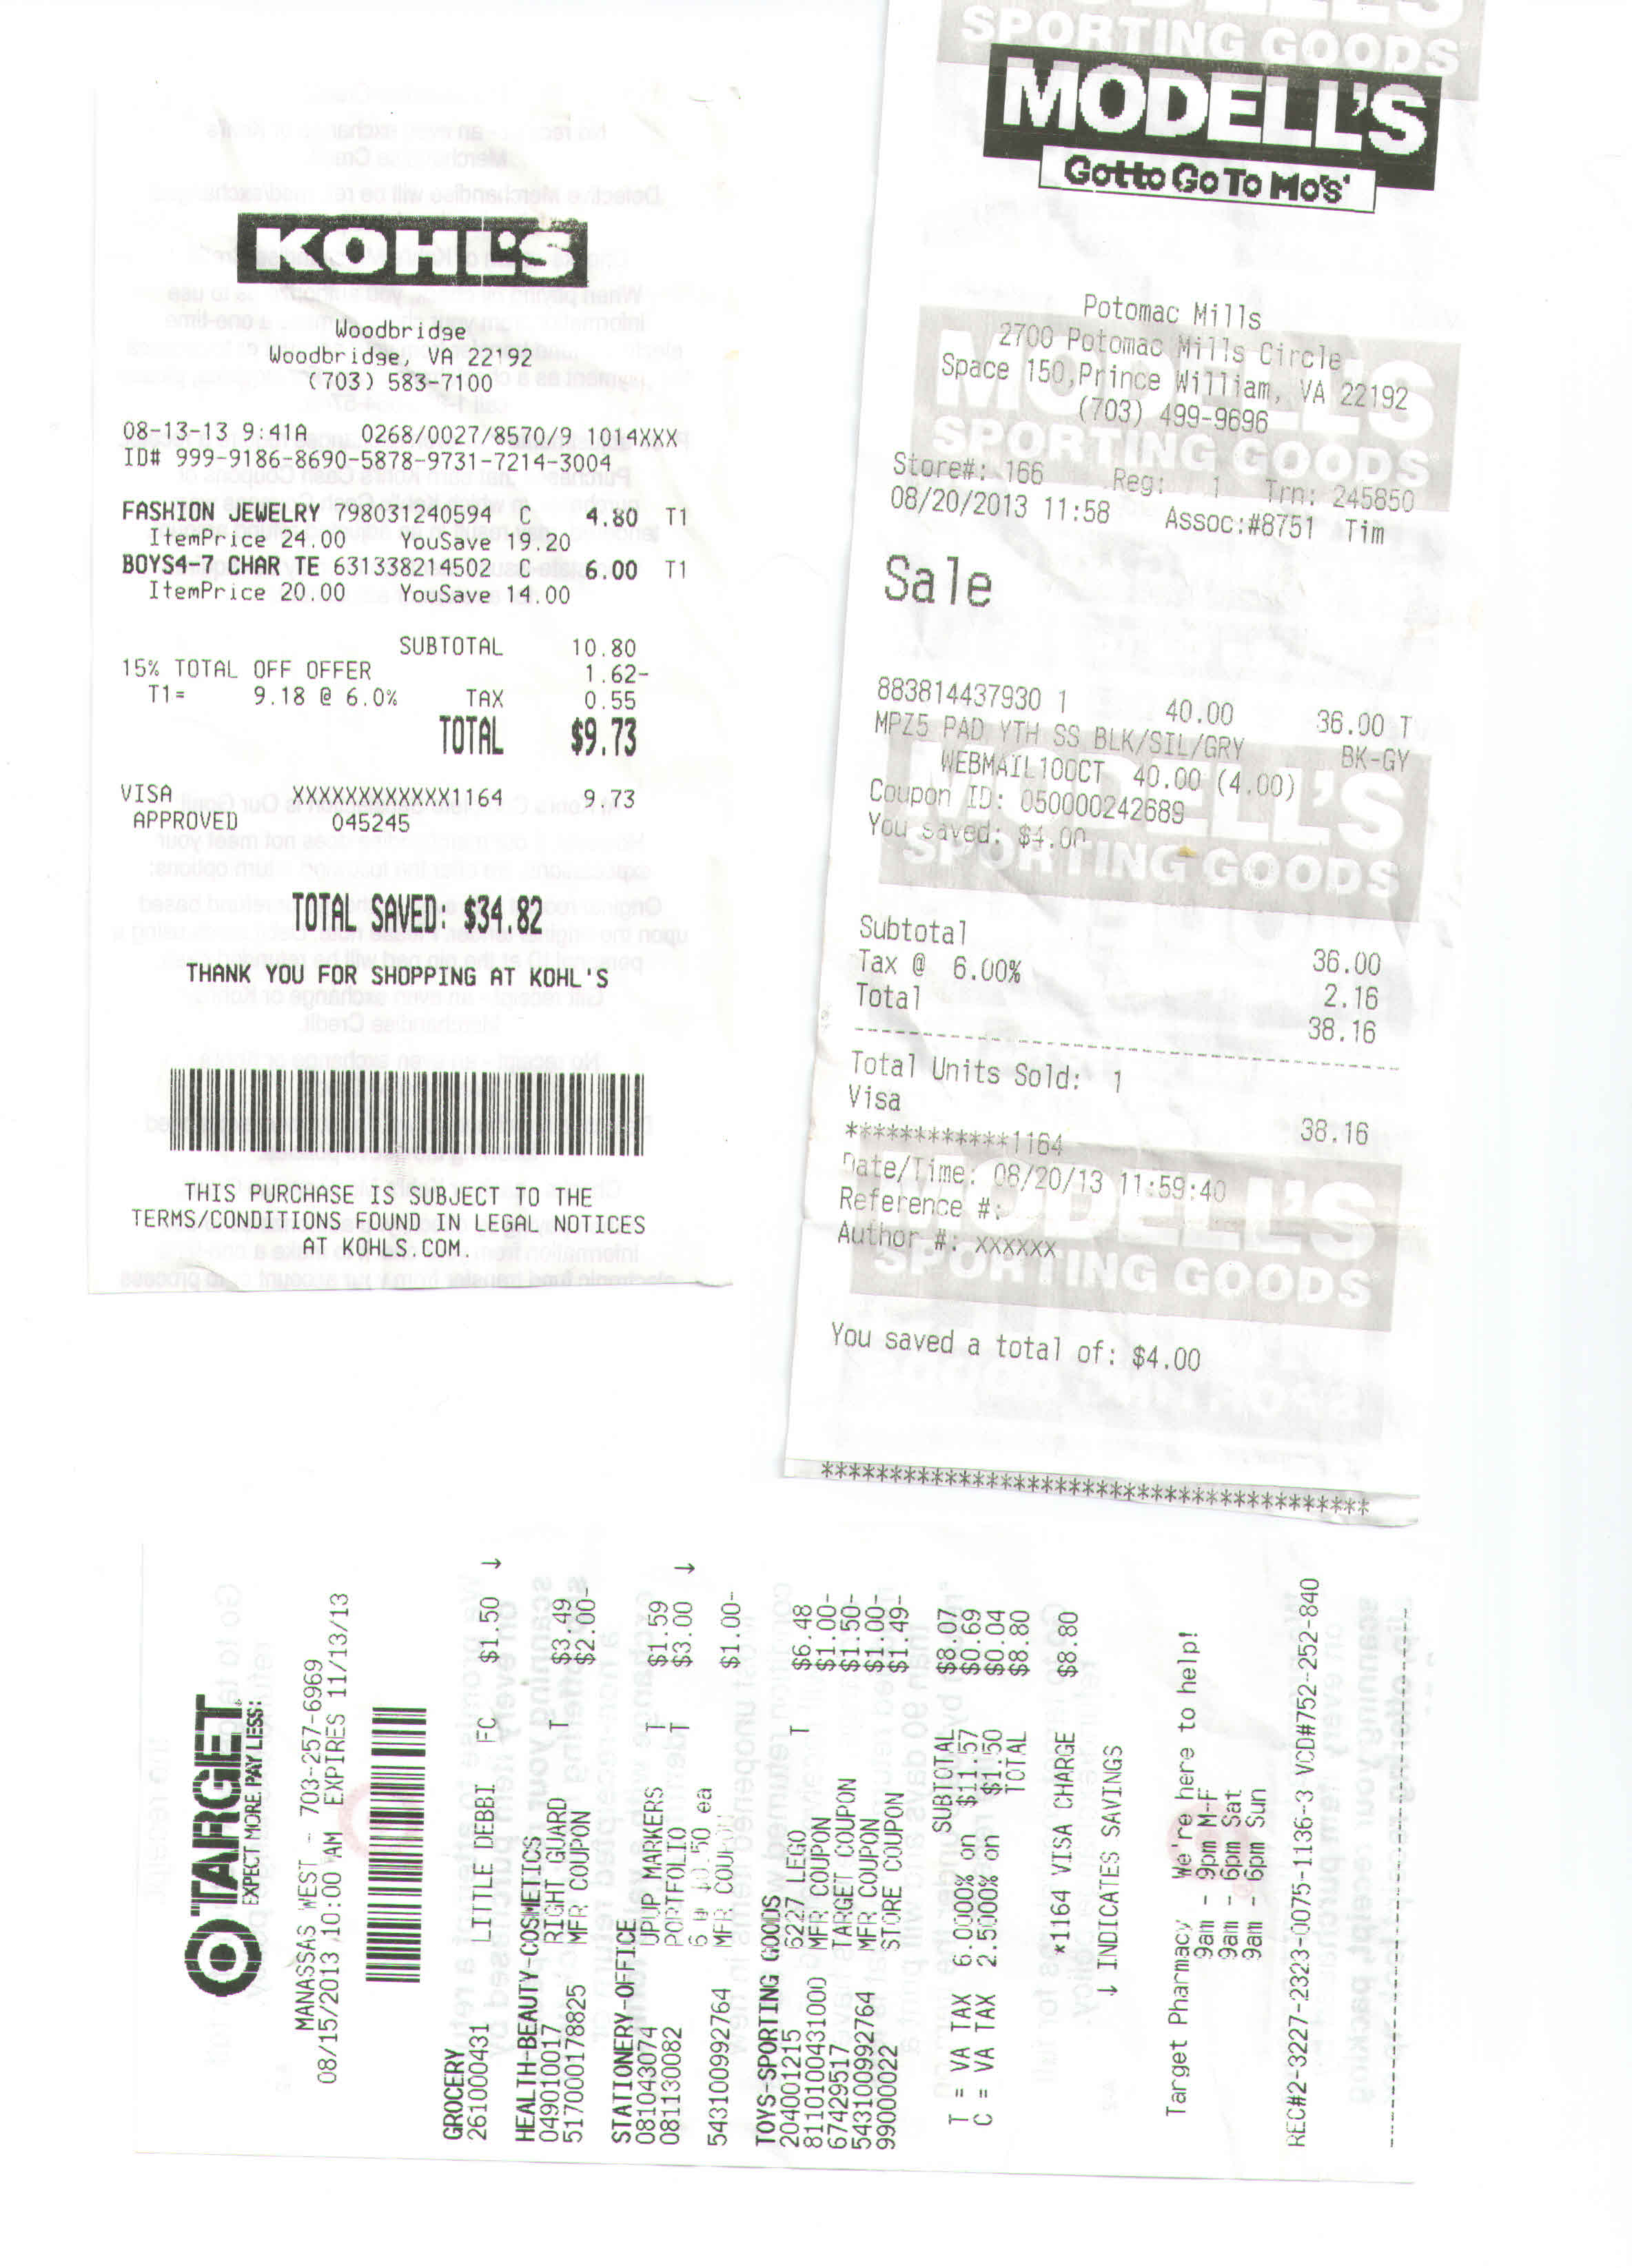 KOHL'S
Woodbridge
Woodbridge, VA 22192
(703) 583-7100
08-13-13 9:41A 0268/0027/8570/9 1014XXX
ID# 999-9186-8690-5878-9731-7214-3004
FASHION JEWELRY 798031240594 C 4.80 T1
ItemPrice 24.00 YouSave 19.20
BOYS4-7 CHAR TE 631338214502 C 6.00 T1
ItemPrice 20.00 YouSave 14.00
SUBTOTAL 10.80
15% TOTAL OFF OFFER 1.62-
T1= 9.18 @ 6.0% TAX 0.55
TOTAL $9.73
VISA XXXXXXXXXXXX1164 9.73
APPROVED 045245
TOTAL SAVED: $34.82
THANK YOU FOR SHOPPING AT KOHL'S
THIS PURCHASE IS SUBJECT TO THE
TERMS/CONDITIONS FOUND IN LEGAL NOTICES
AT KOHLS.COM.
SPORTING GOODS
MODELL'S
Gotto Go To Mo's
Potomac Mills
2700 Potomac Mills Circle
Space 150,Prince William, VA 22192
(703) 499-9696
MODELL'S
SPORTING GOODS
Store#: 166 Reg: 1 Trn: 245850
08/20/2013 11:58 Assoc:#8751 Tim
Sale
883814437930 1 40.00 36.00 T
MPZ5 PAD YTH SS BLK/SIL/GRY BK-GY
WEBMAIL100CT 40.00 (4.00)
Coupon ID: 050000242689
You saved: $4.00
MODELL'S
SPORTING GOODS
Subtotal 36.00
Tax @ 6.00% 2.16
Total 38.16
Total Units Sold: 1
Visa 38.16
************1164
Date/Time: 08/20/13 11:59:40
Reference #:
Author #: XXXXXX
MODELL'S
SPORTING GOODS
You saved a total of: $4.00
******************************************
TARGET
EXPECT MORE. PAY LESS.
MANASSAS WEST - 703-257-6969
08/15/2013 10:00 AM EXPIRES 11/13/13
GROCERY
261000431 LITTLE DEBBI FC $1.50 ↓
HEALTH-BEAUTY-COSMETICS
049010017 RIGHT GUARD T $3.49
517000178825 MFR COUPON $2.00-
STATIONERY-OFFICE
081043074 UPUP MARKERS T $1.59
081130082 PORTFOLIO T $3.00 ↓
6 @ $0.50 ea
543100992764 MFR COUPON $1.00-
TOYS-SPORTING GOODS
204001215 6227 LEGO T $6.48
811010043100​0 MFR COUPON $1.00-
67429517 TARGET COUPON $1.50-
543100992764 MFR COUPON $1.00-
990000022 STORE COUPON $1.49-
SUBTOTAL $8.07
T = VA TAX 6.0000% on $11.57 $0.69
C = VA TAX 2.5000% on $1.50 $0.04
TOTAL $8.80
*1164 VISA CHARGE $8.80
↓ INDICATES SAVINGS
Target Pharmacy We're here to help!
9am - 9pm M-F
9am - 6pm Sat
9am - 6pm Sun
REC#2-3227-2323-0075-1136-3 VCD#752-252-840